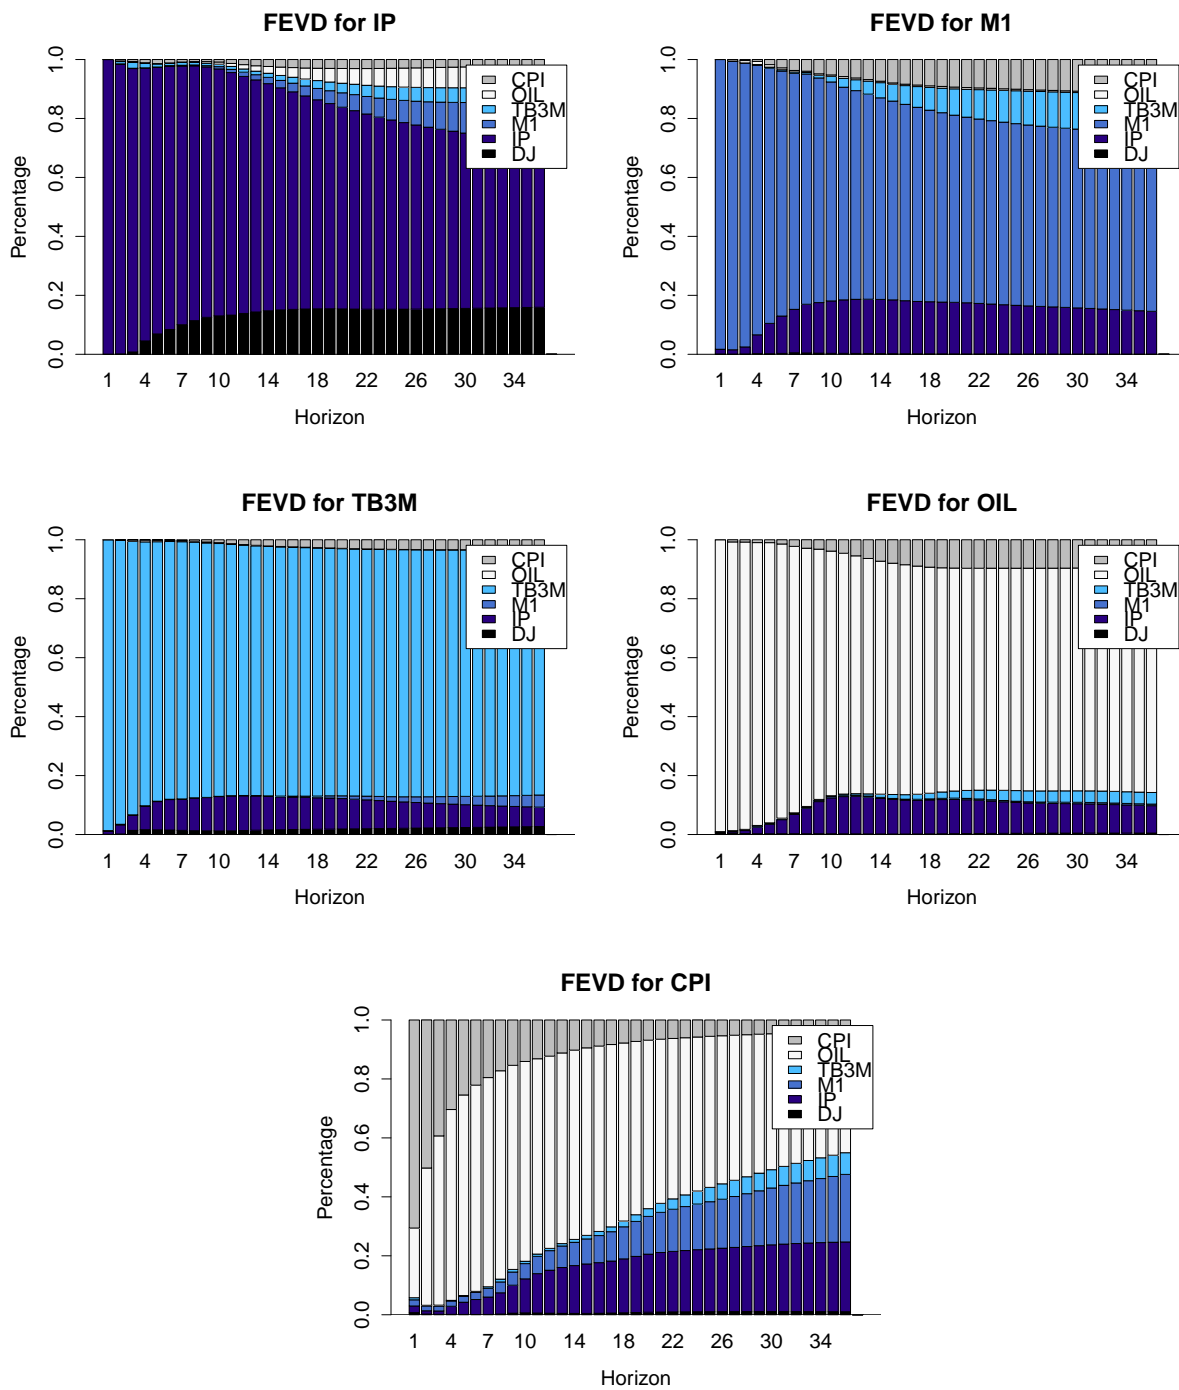 FEVD for IP
Percentage
0.0 0.2 0.4 0.6 0.8 1.0
CPI
OIL
TB3M
M1
IP
DJ
1 4 7 10 14 18 22 26 30 34
Horizon
FEVD for M1
Percentage
0.0 0.2 0.4 0.6 0.8 1.0
CPI
OIL
TB3M
M1
IP
DJ
1 4 7 10 14 18 22 26 30 34
Horizon
FEVD for TB3M
Percentage
0.0 0.2 0.4 0.6 0.8 1.0
CPI
OIL
TB3M
M1
IP
DJ
1 4 7 10 14 18 22 26 30 34
Horizon
FEVD for OIL
Percentage
0.0 0.2 0.4 0.6 0.8 1.0
CPI
OIL
TB3M
M1
IP
DJ
1 4 7 10 14 18 22 26 30 34
Horizon
FEVD for CPI
Percentage
0.0 0.2 0.4 0.6 0.8 1.0
CPI
OIL
TB3M
M1
IP
DJ
1 4 7 10 14 18 22 26 30 34
Horizon